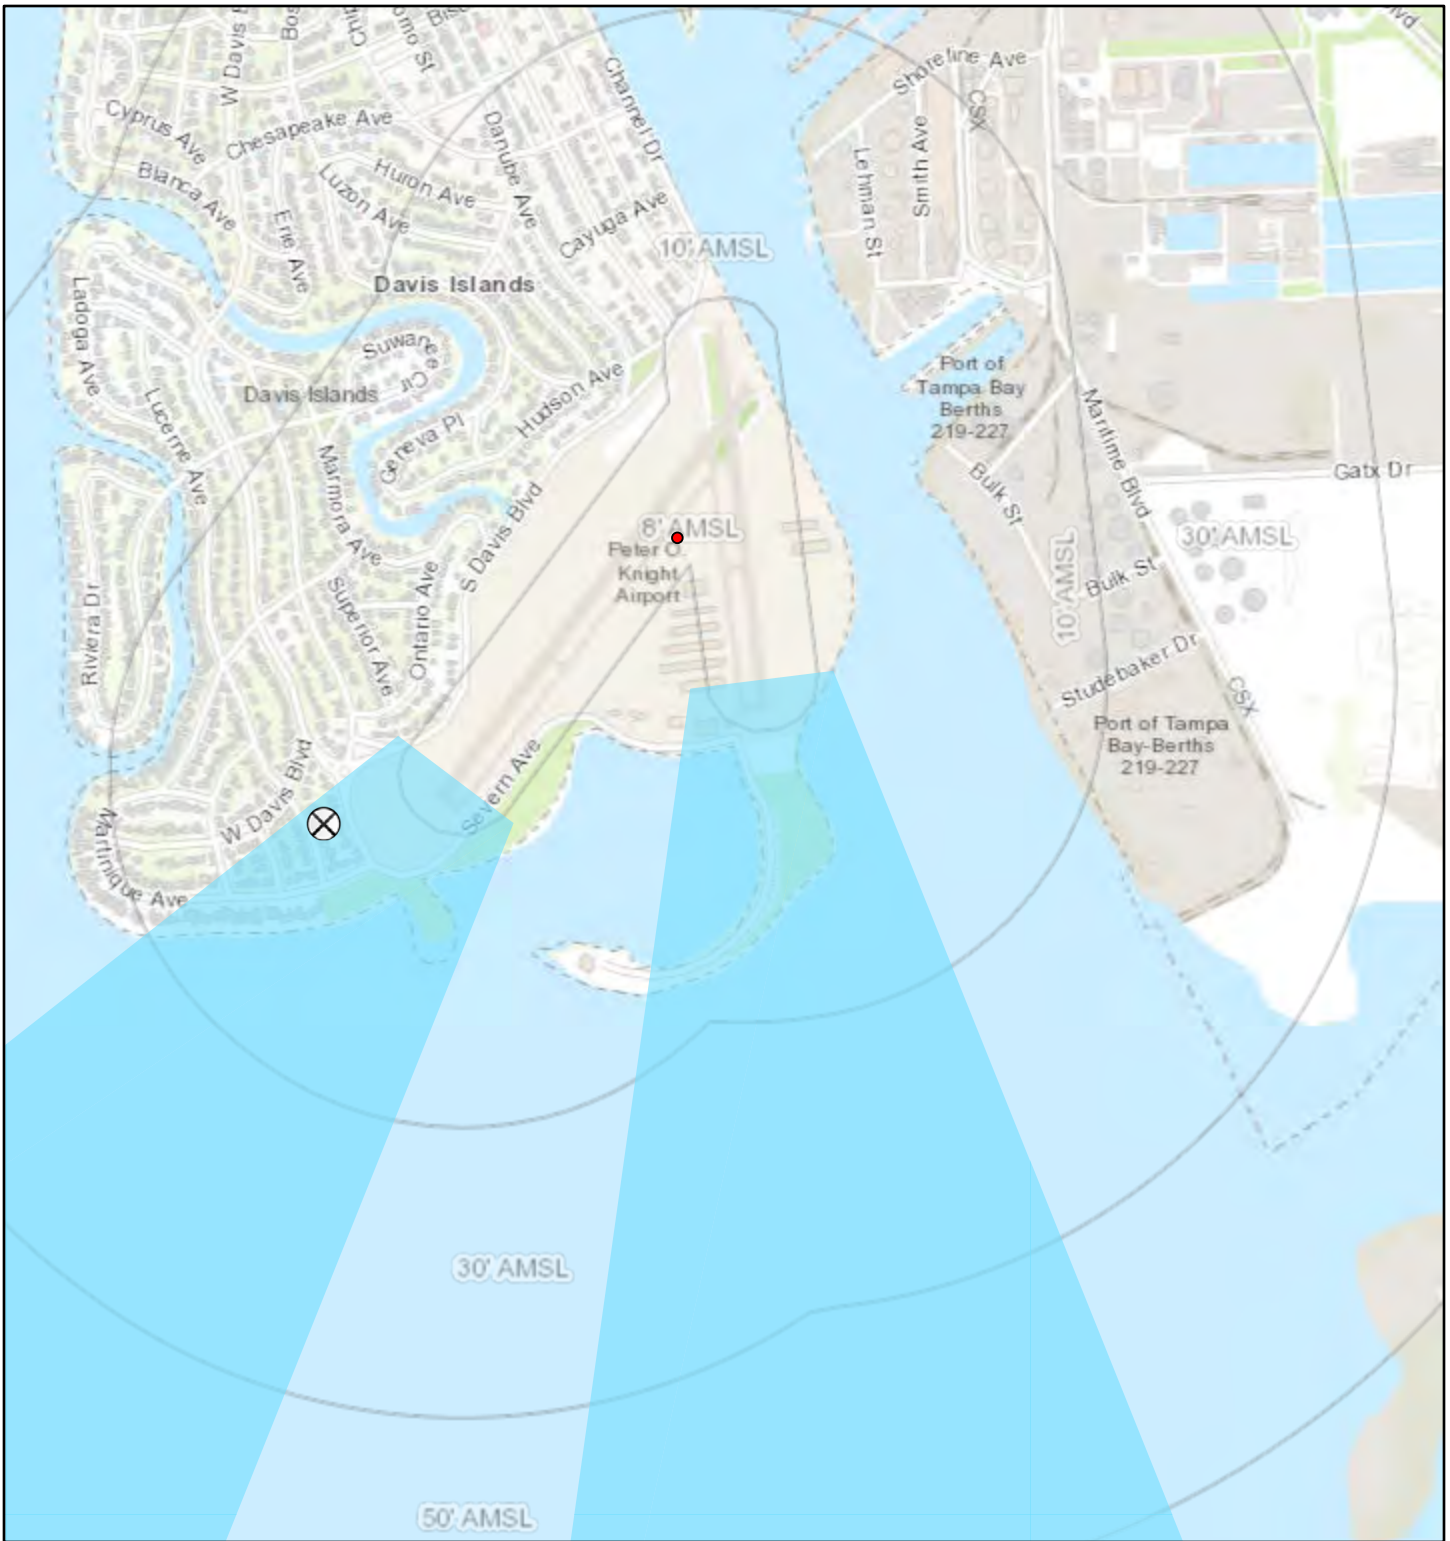 W Davis
Chesapeake Ave
Cyprus Ave
Blanca Ave
Luzon Ave
Huron Ave
Erie Ave
Danube Ave
Cayuga Ave
Channel Dr
Shoreline Ave
CSX
Smith Ave
Lehman St
10' AMSL
Davis Islands
Ladoga Ave
Suwanee Cir
Davis Islands
Lucerne Ave
Geneva Pl
Hudson Ave
Marmora Ave
S Davis Blvd
Port of
Tampa Bay
Berths
219-227
Maritime Blvd
Gatx Dr
Bulk St
8' AMSL
Peter O.
Knight
Airport
10' AMSL
30' AMSL
Bulk St
Riviera Dr
Superior Ave
Ontario Ave
Studebaker Dr
CSX
Port of Tampa
Bay-Berths
219-227
W Davis Blvd
Severn Ave
Martinique Ave
30' AMSL
50' AMSL